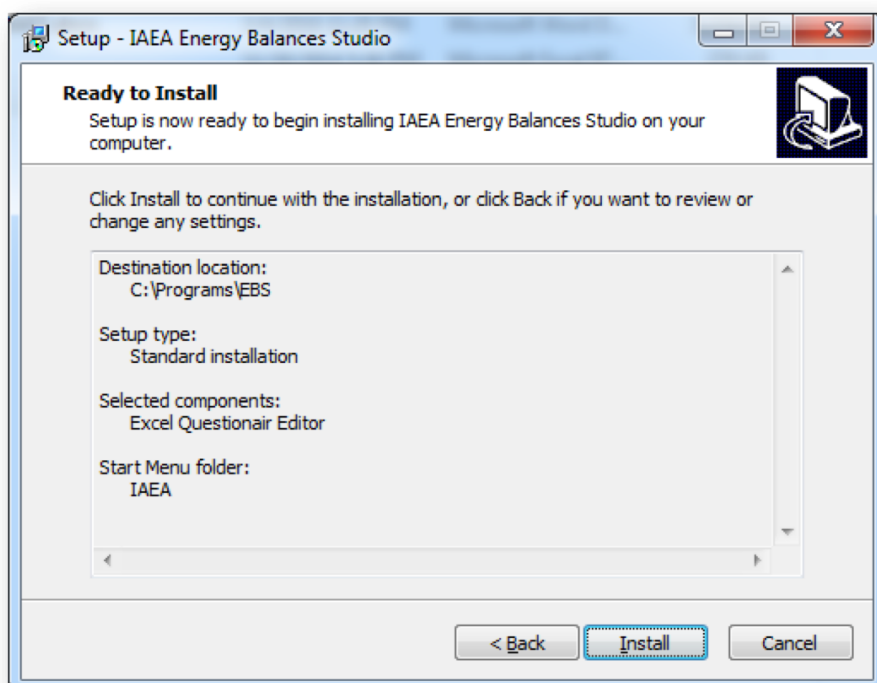 Setup - IAEA Energy Balances Studio
Ready to Install
Setup is now ready to begin installing IAEA Energy Balances Studio on your
computer.
Click Install to continue with the installation, or click Back if you want to review or
change any settings.
Destination location:
C:\Programs\EBS
Setup type:
Standard installation
Selected components:
Excel Questionair Editor
Start Menu folder:
IAEA
< Back
Install
Cancel